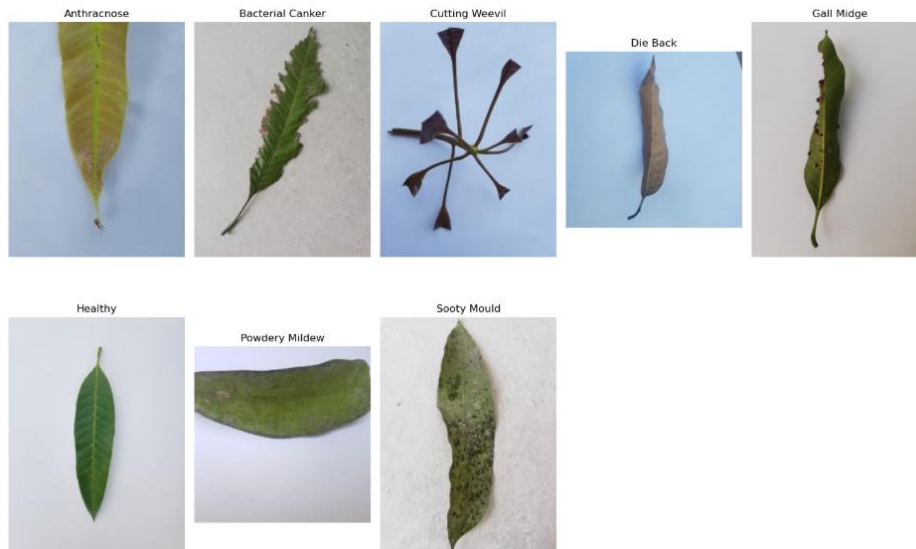 Anthracnose
Bacterial Canker
Cutting Weevil
Die Back
Gall Midge
Healthy
Powdery Mildew
Sooty Mould